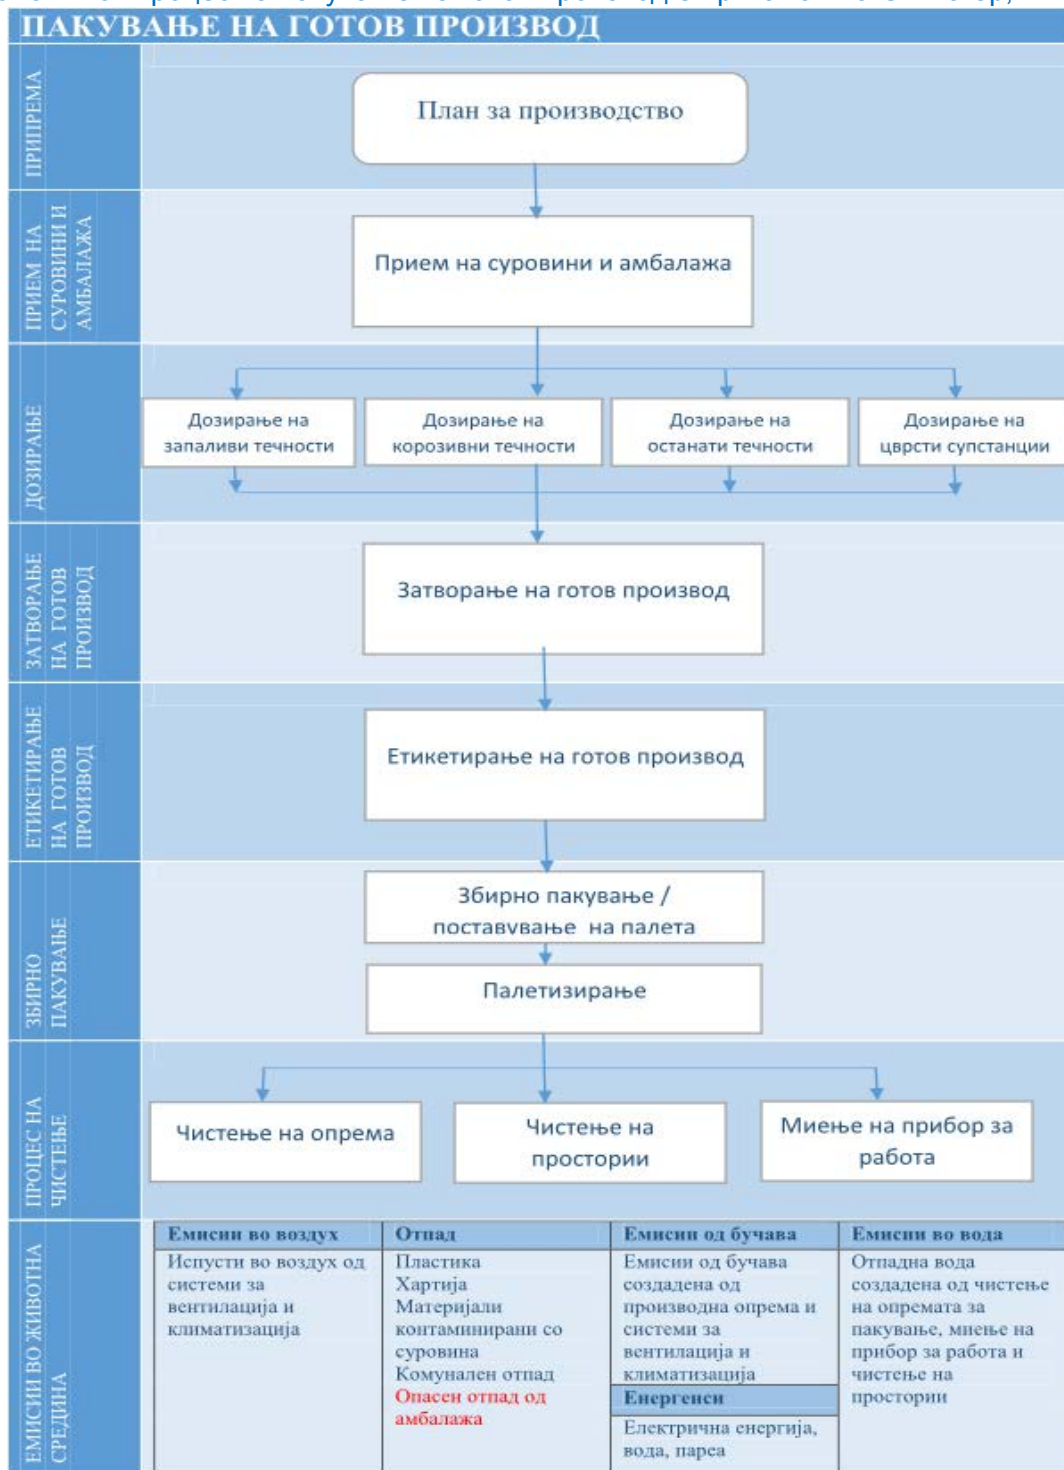 ПАКУВАЊЕ НА ГОТОВ ПРОИЗВОД
ПРИПРЕМА
План за производство
ПРИЕМ НА
СУРОВИНИ И
АМБАЛАЖА
Прием на суровини и амбалажа
ДОЗИРАЊЕ
Дозирање на
запаливи течности
Дозирање на
корозивни течности
Дозирање на
останати течности
Дозирање на
цврсти супстанции
ЗАТВОРАЊЕ
НА ГОТОВ
ПРОИЗВОД
Затворање на готов производ
ЕТИКЕТИРАЊЕ
НА ГОТОВ
ПРОИЗВОД
Етикетирање на готов производ
ЗБИРНО
ПАКУВАЊЕ
Збирно пакување /
поставување на палета
Палетизирање
ПРОЦЕС НА
ЧИСТЕЊЕ
Чистење на опрема
Чистење на
простории
Миење на прибор за
работа
ЕМИСИИ ВО ЖИВОТНА
СРЕДИНА
Емисии во воздух
Испусти во воздух од
системи за
вентилација и
климатизација
Отпад
Пластика
Хартија
Материјали
контаминирани со
суровина
Комунален отпад
Опасен отпад од
амбалажа
Емисии од бучава
Емисии од бучава
создадена од
производна опрема и
системи за
вентилација и
климатизација
Енергенси
Електрична енергија,
вода, пареа
Емисии во вода
Отпадна вода
создадена од чистење
на опремата за
пакување, миење на
прибор за работа и
чистење на
простории